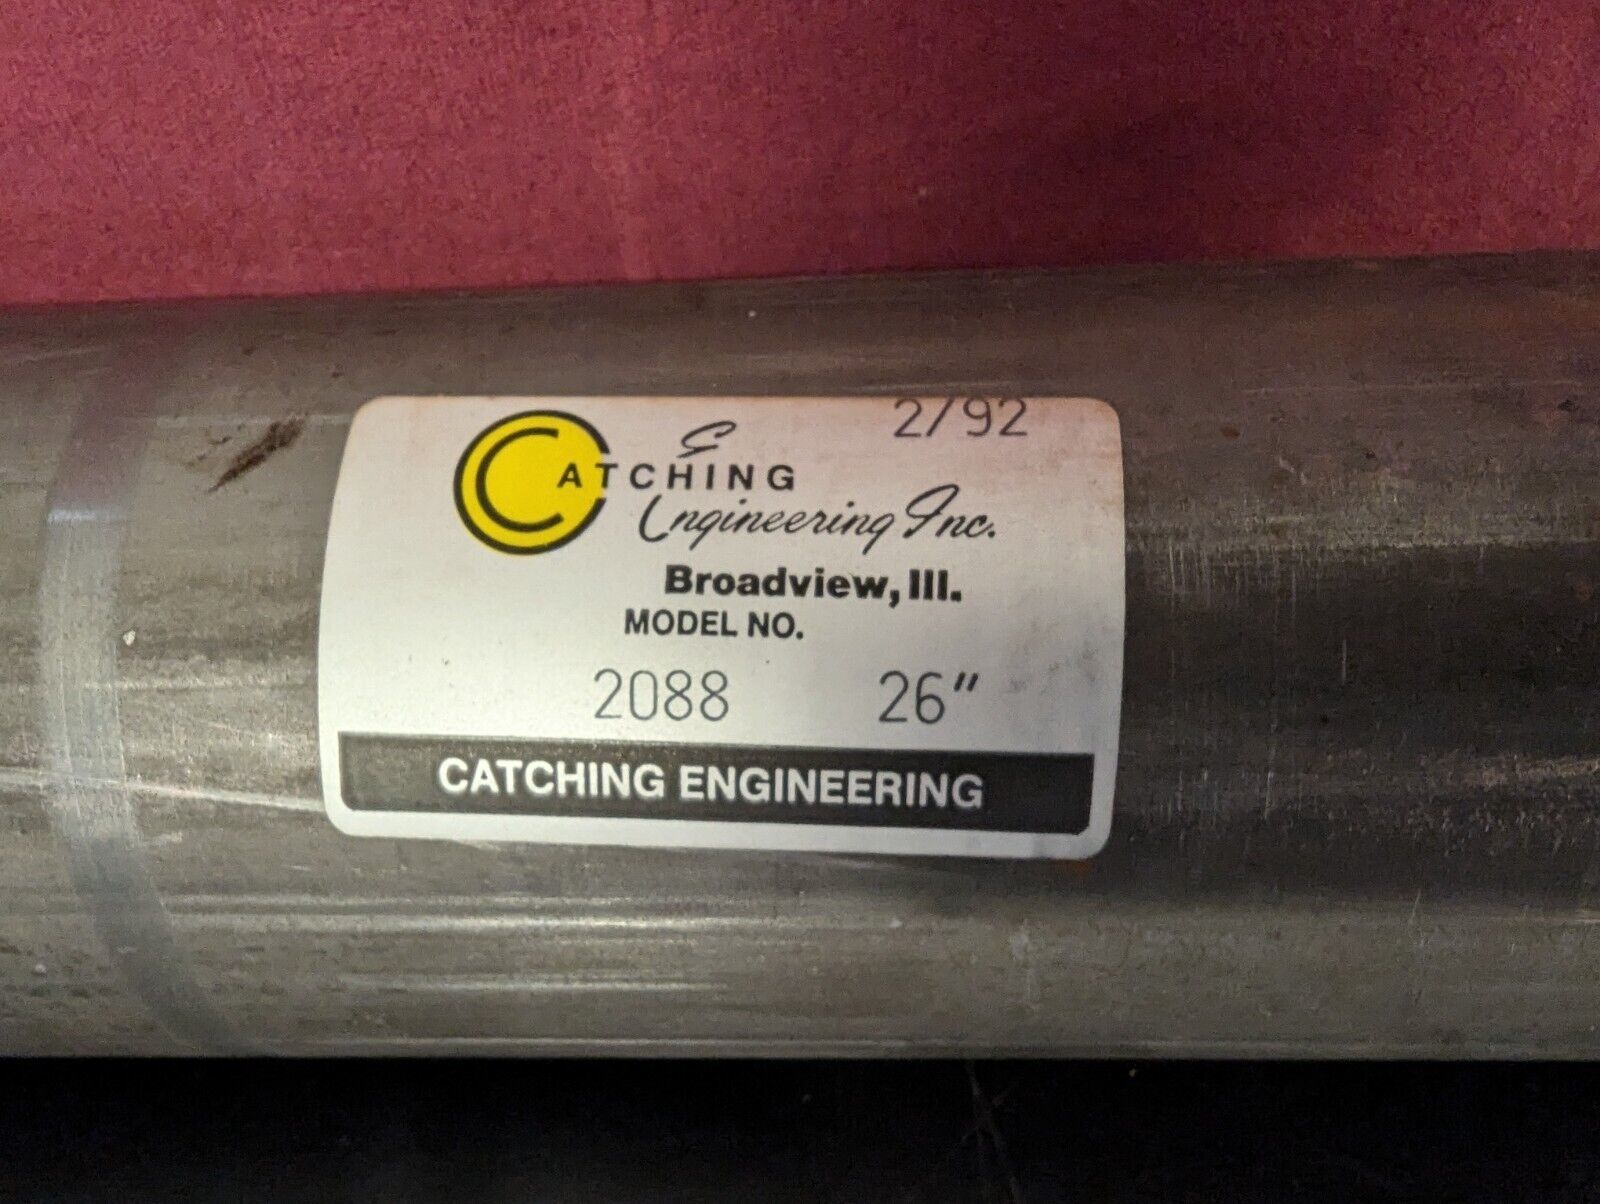 2/92
CATCHING
Engineering Inc.
Broadview, Ill.
MODEL NO.
2088 26"
CATCHING ENGINEERING